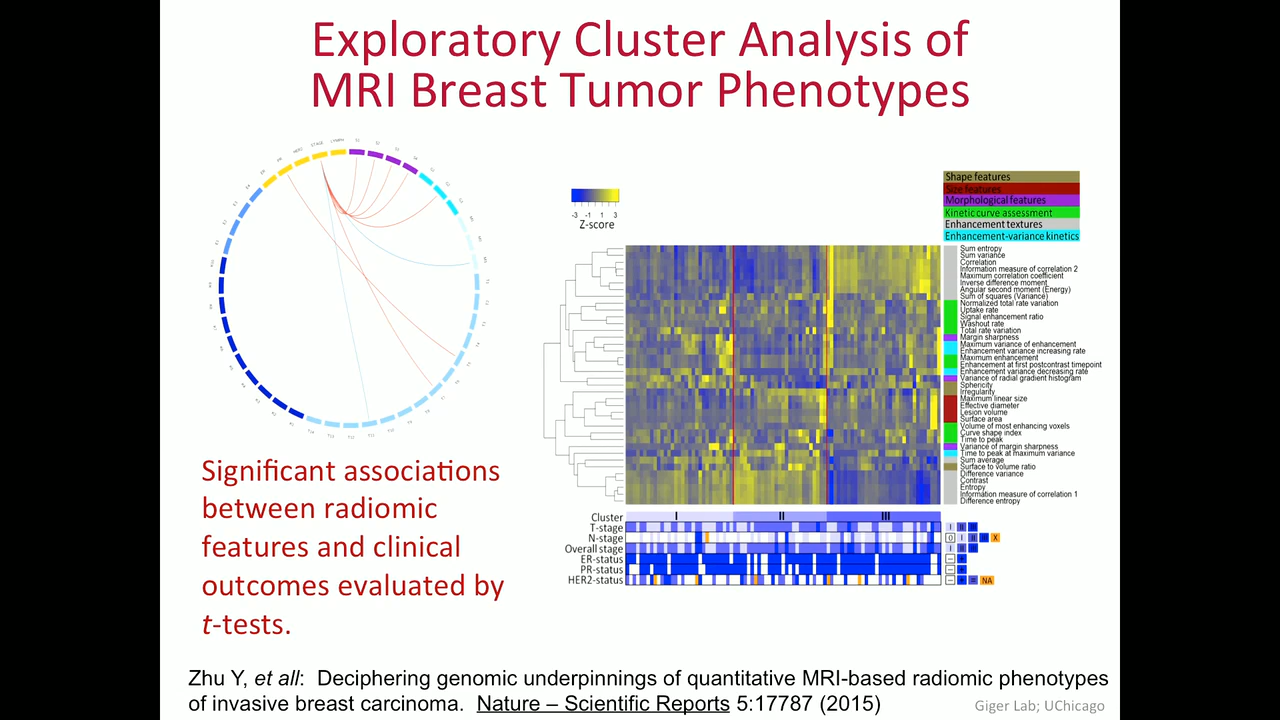 Exploratory Cluster Analysis of
MRI Breast Tumor Phenotypes
HER2
STAGE
LYMPH
-3 -1 1 3
Z-score
Shape features
Size features
Morphological features
Kinetic curve assessment
Enhancement textures
Enhancement-variance kinetics
Sum entropy
Sum variance
Correlation
Information measure of correlation 2
Maximum correlation coefficient
Inverse difference moment
Angular second moment (Energy)
Sum of squares (Variance)
Normalized total rate variation
Uptake rate
Signal enhancement ratio
Washout rate
Total rate variation
Margin sharpness
Maximum variance of enhancement
Enhancement variance increasing rate
Maximum enhancement
Enhancement at first postcontrast timepoint
Enhancement variance decreasing rate
Variance of radial gradient histogram
Sphericity
Irregularity
Maximum linear size
Effective diameter
Lesion volume
Surface area
Volume of most enhancing voxels
Curve shape index
Time to peak
Variance of margin sharpness
Time to peak at maximum variance
Sum average
Surface to volume ratio
Difference variance
Contrast
Entropy
Information measure of correlation 1
Difference entropy
Cluster I II III
T-stage I II III
N-stage 0 I II III X
Overall stage I II III
ER-status - +
PR-status - +
HER2-status - + = NA
Significant associations
between radiomic
features and clinical
outcomes evaluated by
t-tests.
Zhu Y, et all: Deciphering genomic underpinnings of quantitative MRI-based radiomic phenotypes
of invasive breast carcinoma. Nature – Scientific Reports 5:17787 (2015)
Giger Lab; UChicago